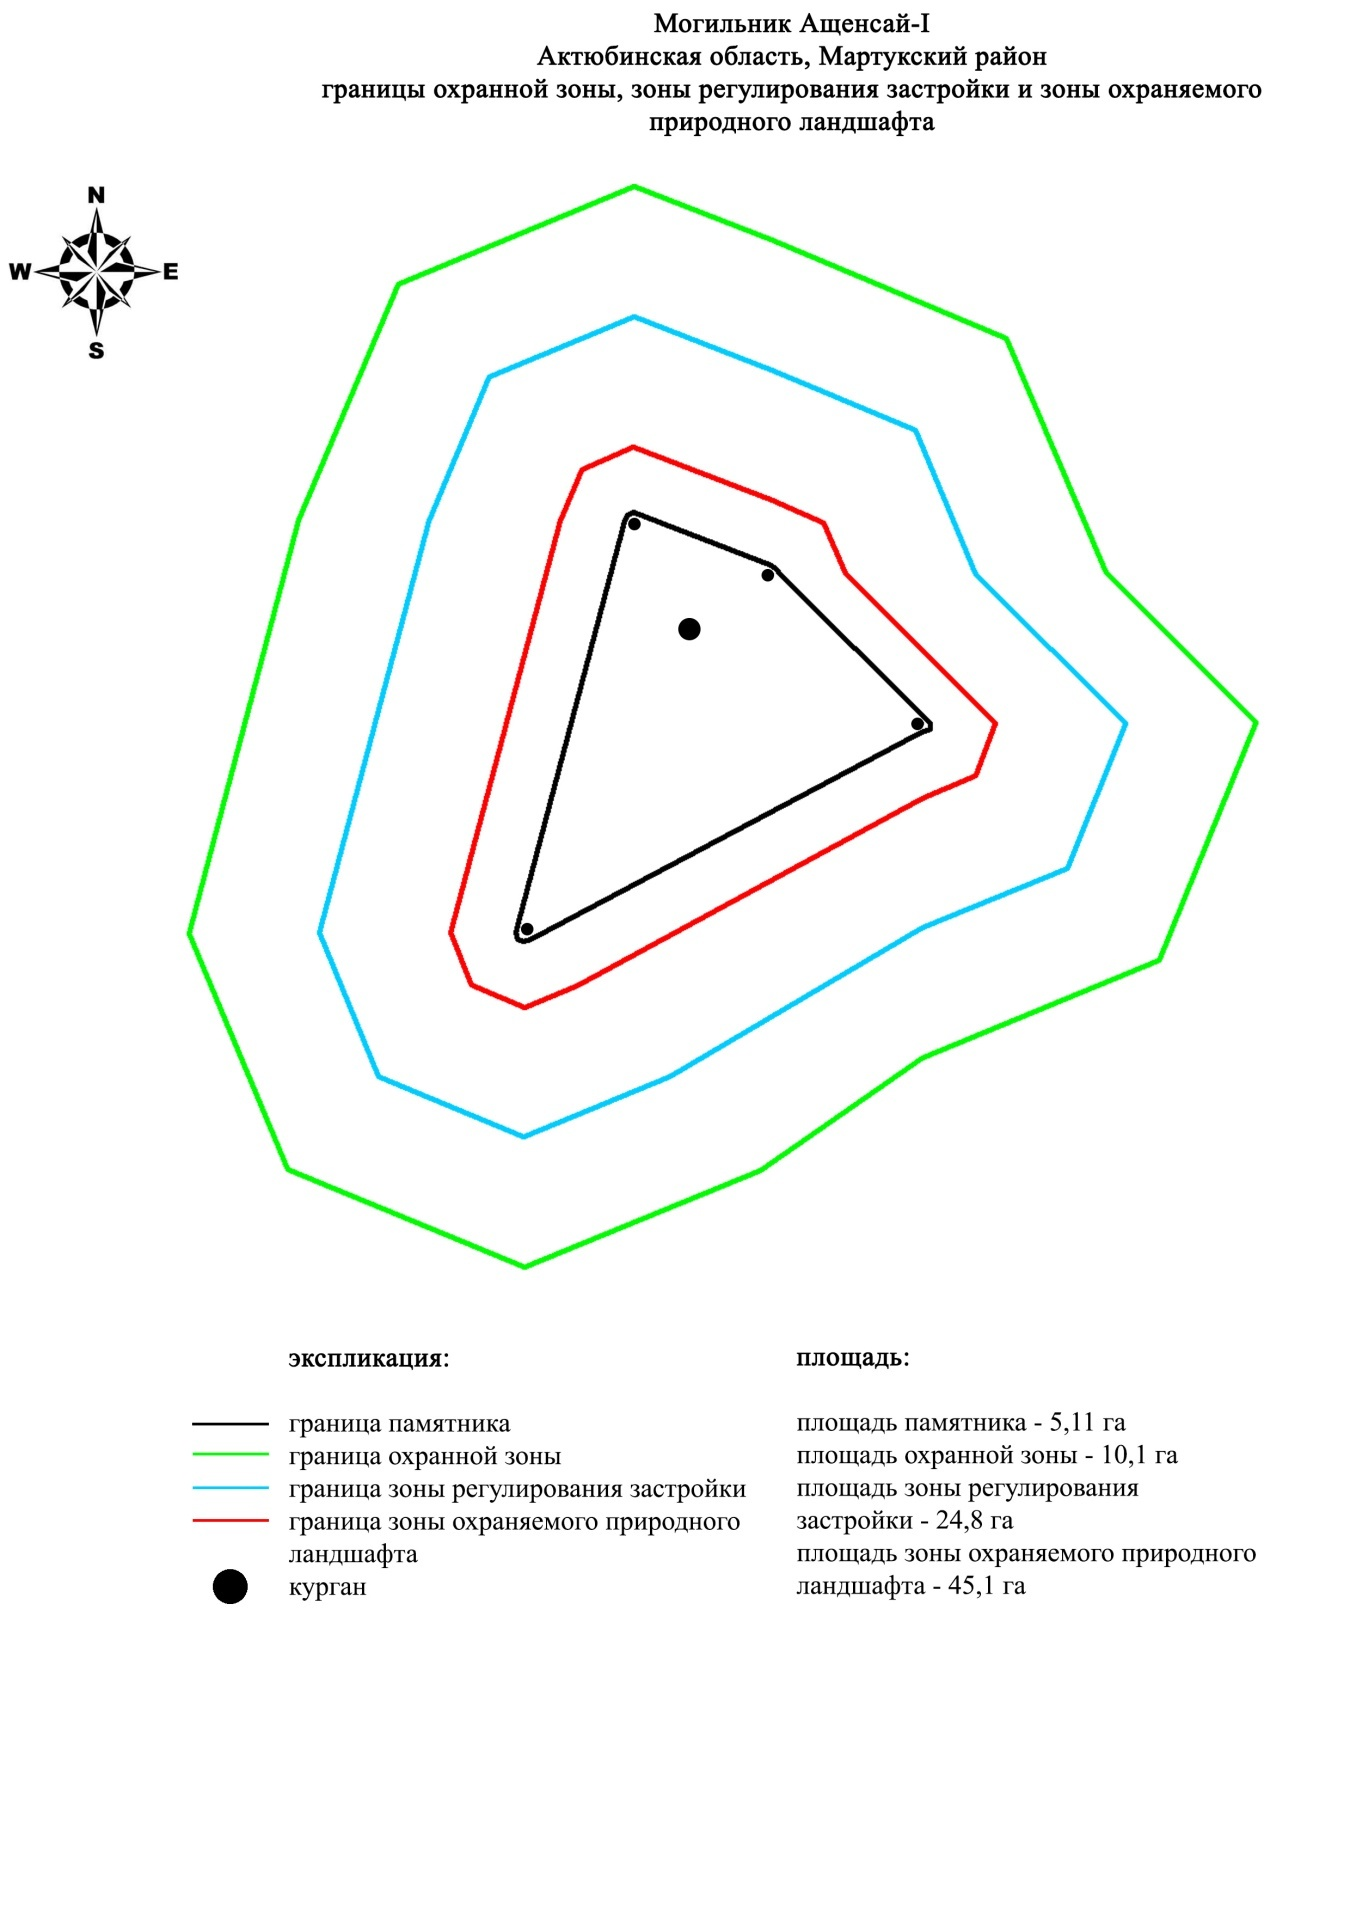 Могильник Ащенсай-I
Актюбинская область, Мартукский район
границы охранной зоны, зоны регулирования застройки и зоны охраняемого
природного ландшафта
N
W
E
S
экспликация:
граница памятника
граница охранной зоны
граница зоны регулирования застройки
граница зоны охраняемого природного
ландшафта
курган
площадь:
площадь памятника - 5,11 га
площадь охранной зоны - 10,1 га
площадь зоны регулирования
застройки - 24,8 га
площадь зоны охраняемого природного
ландшафта - 45,1 га